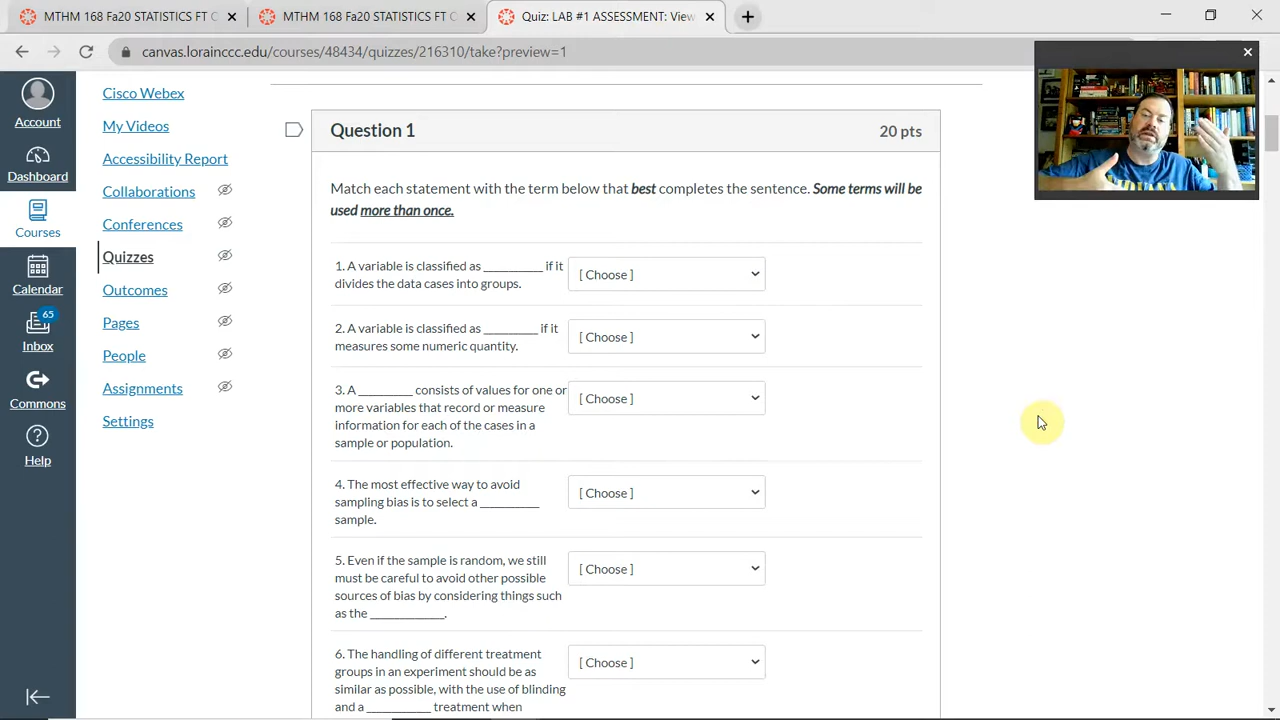 MTHM 168 Fa20 STATISTICS FT C
MTHM 168 Fa20 STATISTICS FT C
Quiz: LAB #1 ASSESSMENT: View
canvas.lorainccc.edu/courses/48434/quizzes/216310/take?preview=1
Account
Dashboard
Courses
Calendar
65
Inbox
Commons
Help
Cisco Webex
My Videos
Accessibility Report
Collaborations
Conferences
Quizzes
Outcomes
Pages
People
Assignments
Settings
Question 1
20 pts
Match each statement with the term below that best completes the sentence. Some terms will be
used more than once.
1. A variable is classified as __________ if it
divides the data cases into groups.
[ Choose ]
2. A variable is classified as _________ if it
measures some numeric quantity.
[ Choose ]
3. A _________ consists of values for one or
more variables that record or measure
information for each of the cases in a
sample or population.
[ Choose ]
4. The most effective way to avoid
sampling bias is to select a __________
sample.
[ Choose ]
5. Even if the sample is random, we still
must be careful to avoid other possible
sources of bias by considering things such
as the ____________.
[ Choose ]
6. The handling of different treatment
groups in an experiment should be as
similar as possible, with the use of blinding
and a ___________ treatment when
[ Choose ]